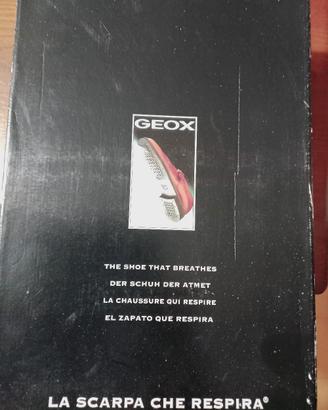 GEOX
THE SHOE THAT BREATHES
DER SCHUH DER ATMET
LA CHAUSSURE QUI RESPIRE
EL ZAPATO QUE RESPIRA
LA SCARPA CHE RESPIRA®